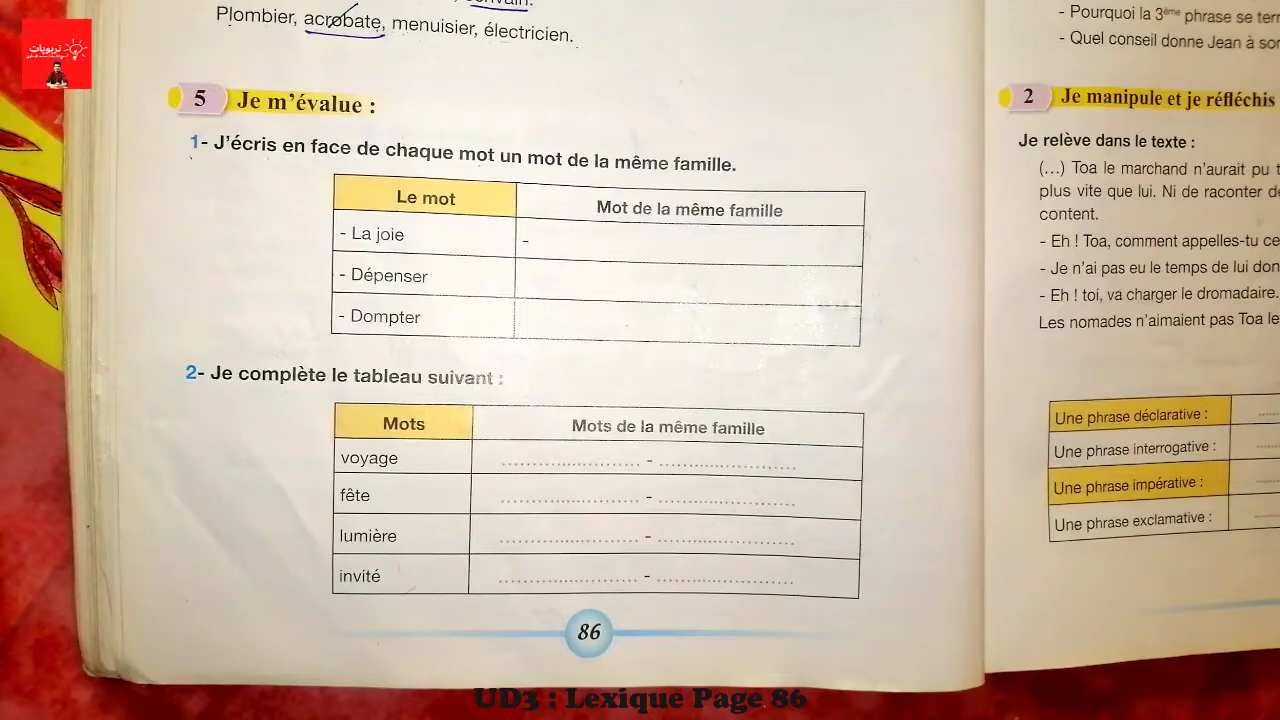 تربويات
Plombier, acrobate, menuisier, électricien.
5 Je m'évalue :
1- J'écris en face de chaque mot un mot de la même famille.
Le mot Mot de la même famille
- La joie -
- Dépenser
- Dompter
2- Je complète le tableau suivant :
Mots Mots de la même famille
voyage ........................... - ...........................
fête ........................... - ...........................
lumière ........................... - ...........................
invité ........................... - ...........................
86
- Pourquoi la 3ème phrase se
- Quel conseil donne Jean à
2 Je manipule et je réfléchis
Je relève dans le texte :
(...) Toa le marchand n'aurait pu
plus vite que lui. Ni de raconter
content.
- Eh ! Toa, comment appelles-tu
- Je n'ai pas eu le temps de lui
- Eh ! toi, va charger le dromadaire.
Les nomades n'aimaient pas Toa
Une phrase déclarative : .....
Une phrase interrogative : .....
Une phrase impérative : .....
Une phrase exclamative : .....
UD3 : Lexique Page 86